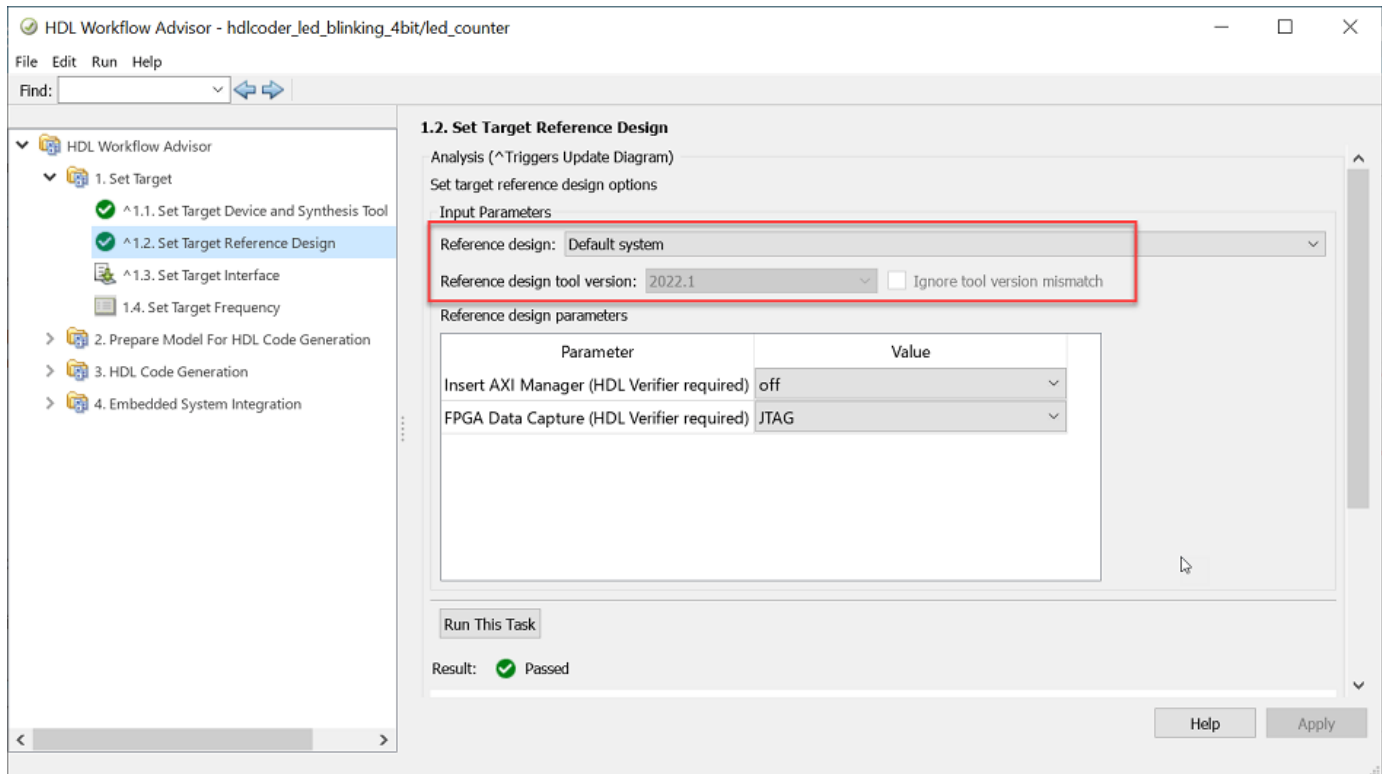 HDL Workflow Advisor - hdlcoder_led_blinking_4bit/led_counter
File Edit Run Help
Find:
HDL Workflow Advisor
1. Set Target
^1.1. Set Target Device and Synthesis Tool
^1.2. Set Target Reference Design
^1.3. Set Target Interface
1.4. Set Target Frequency
2. Prepare Model For HDL Code Generation
3. HDL Code Generation
4. Embedded System Integration
1.2. Set Target Reference Design
Analysis (^Triggers Update Diagram)
Set target reference design options
Input Parameters
Reference design: Default system
Reference design tool version: 2022.1 Ignore tool version mismatch
Reference design parameters
Parameter Value
Insert AXI Manager (HDL Verifier required) off
FPGA Data Capture (HDL Verifier required) JTAG
Run This Task
Result: Passed
Help Apply